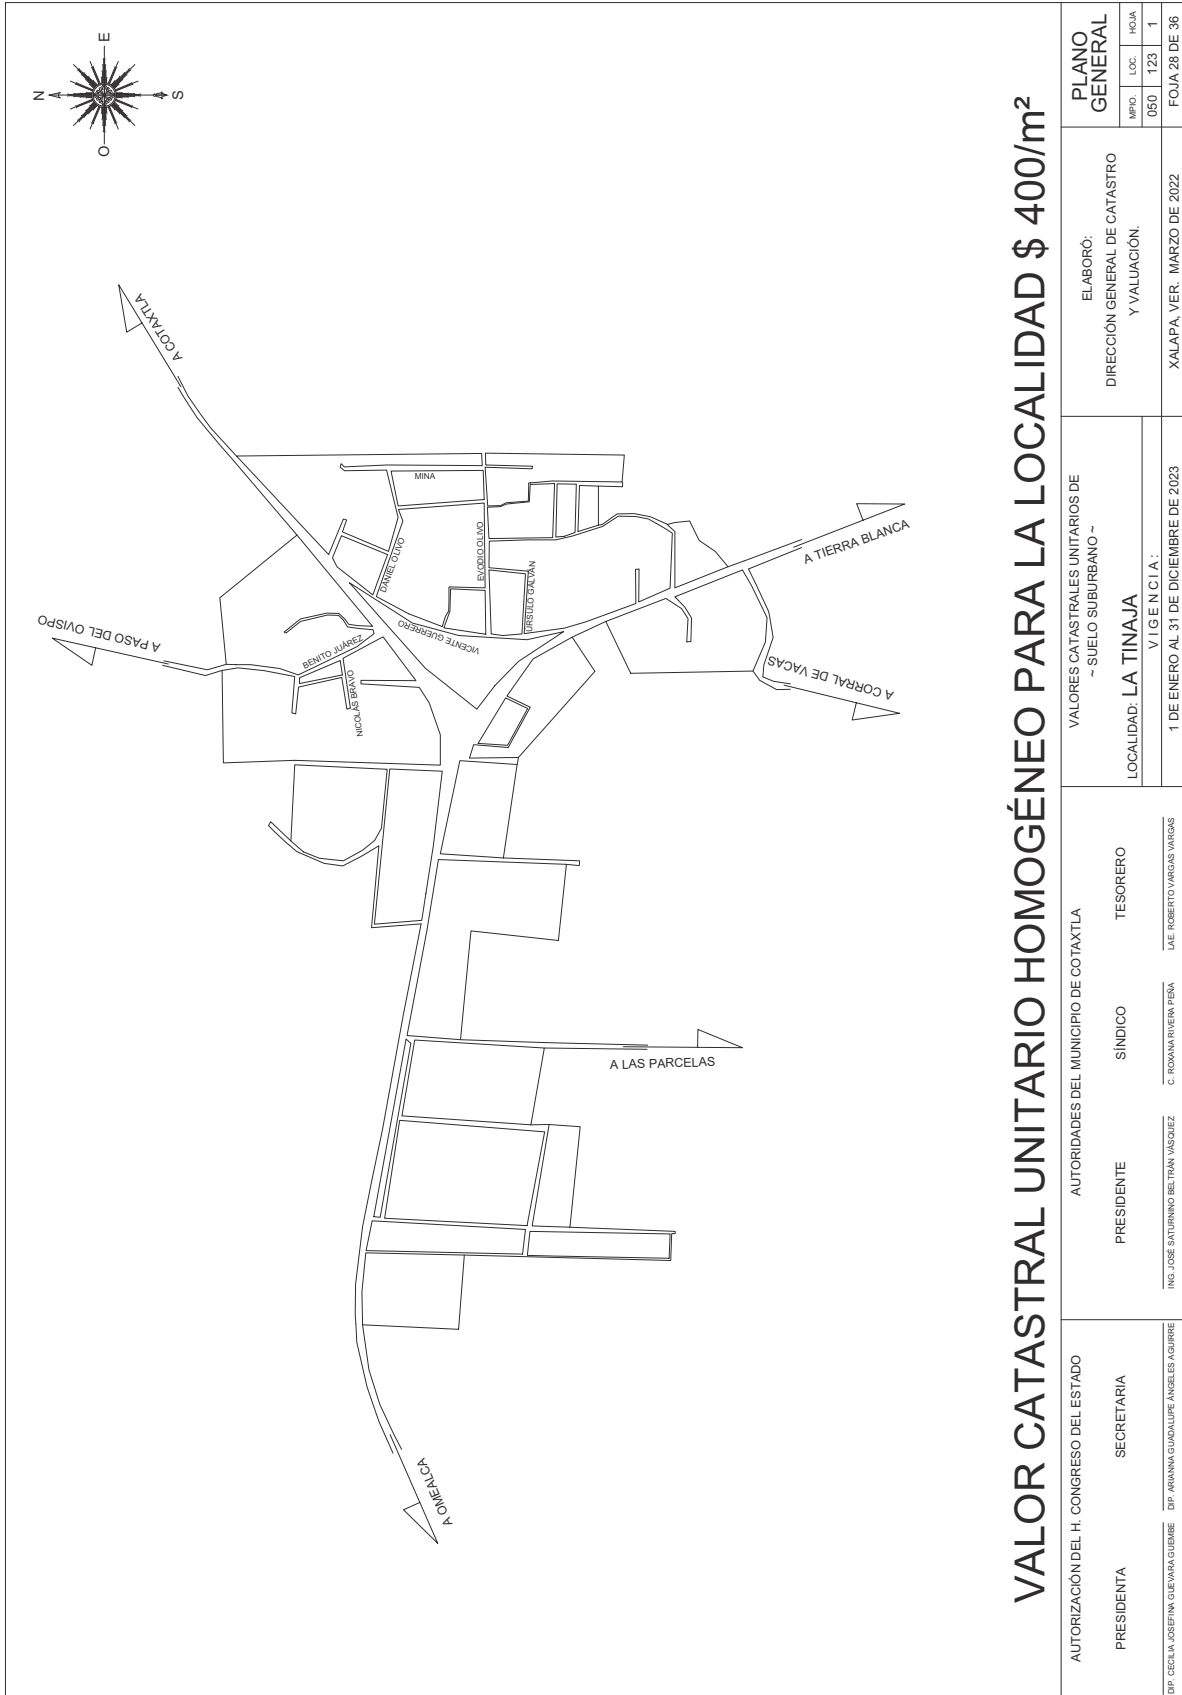 N
E
S
O
A PASO DEL OVISPO
A COTAXTLA
BENITO JUÁREZ
NICOLÁS BRAVO
VICENTE GUERRERO
DANIEL OLIVO
MINA
EVODIO OLIVO
URSULO GALVÁN
A TIERRA BLANCA
A CORRAL DE VACAS
A LAS PARCELAS
A OMEALCA
VALOR CATASTRAL UNITARIO HOMOGÉNEO PARA LA LOCALIDAD $ 400/m²
AUTORIZACIÓN DEL H. CONGRESO DEL ESTADO
PRESIDENTA SECRETARIA
DIP. CECILIA JOSEFINA GUEVARA GUEMBE DIP. ARIANNA GUADALUPE ÁNGELES AGUIRRE
AUTORIDADES DEL MUNICIPIO DE COTAXTLA
PRESIDENTE SÍNDICO TESORERO
ING. JOSÉ SATURNINO BELTRÁN VÁSQUEZ C. ROXANA RIVERA PEÑA LAE. ROBERTO VARGAS VARGAS
VALORES CATASTRALES UNITARIOS DE
~ SUELO SUBURBANO ~
LOCALIDAD: LA TINAJA
V I G E N C I A :
1 DE ENERO AL 31 DE DICIEMBRE DE 2023
ELABORÓ:
DIRECCIÓN GENERAL DE CATASTRO
Y VALUACIÓN.
XALAPA, VER. MARZO DE 2022
PLANO
GENERAL
MPIO. LOC. HOJA
050 123 1
FOJA 28 DE 36